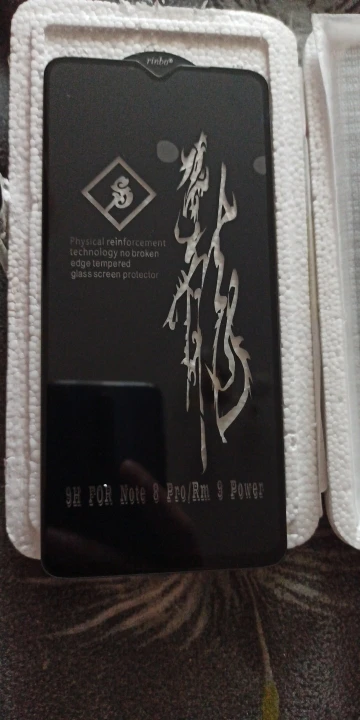 rinbo®
Physical reinforcement
technology no broken
edge tempered
glass screen protector
9H FOR Note 8 Pro/Rm 9 Power